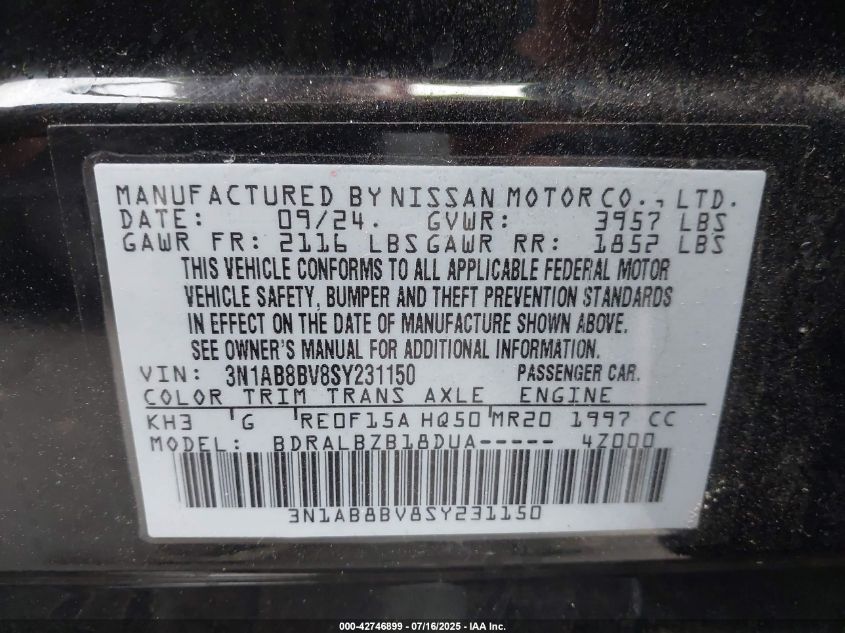 MANUFACTURED BY NISSAN MOTOR CO., LTD.
DATE: 09/24. GVWR: 3957 LBS
GAWR FR: 2116 LBS GAWR RR: 1852 LBS
THIS VEHICLE CONFORMS TO ALL APPLICABLE FEDERAL MOTOR
VEHICLE SAFETY, BUMPER AND THEFT PREVENTION STANDARDS
IN EFFECT ON THE DATE OF MANUFACTURE SHOWN ABOVE.
SEE OWNER'S MANUAL FOR ADDITIONAL INFORMATION.
VIN: 3N1AB8BV8SY231150 PASSENGER CAR.
COLOR TRIM TRANS AXLE ENGINE
KH3 G RE0F15A HQ50 MR20 1997 CC
MODEL: BDRALBZB18DUA----- 4Z000
3N1AB8BV8SY231150
000-42746899 - 07/16/2025 - IAA Inc.